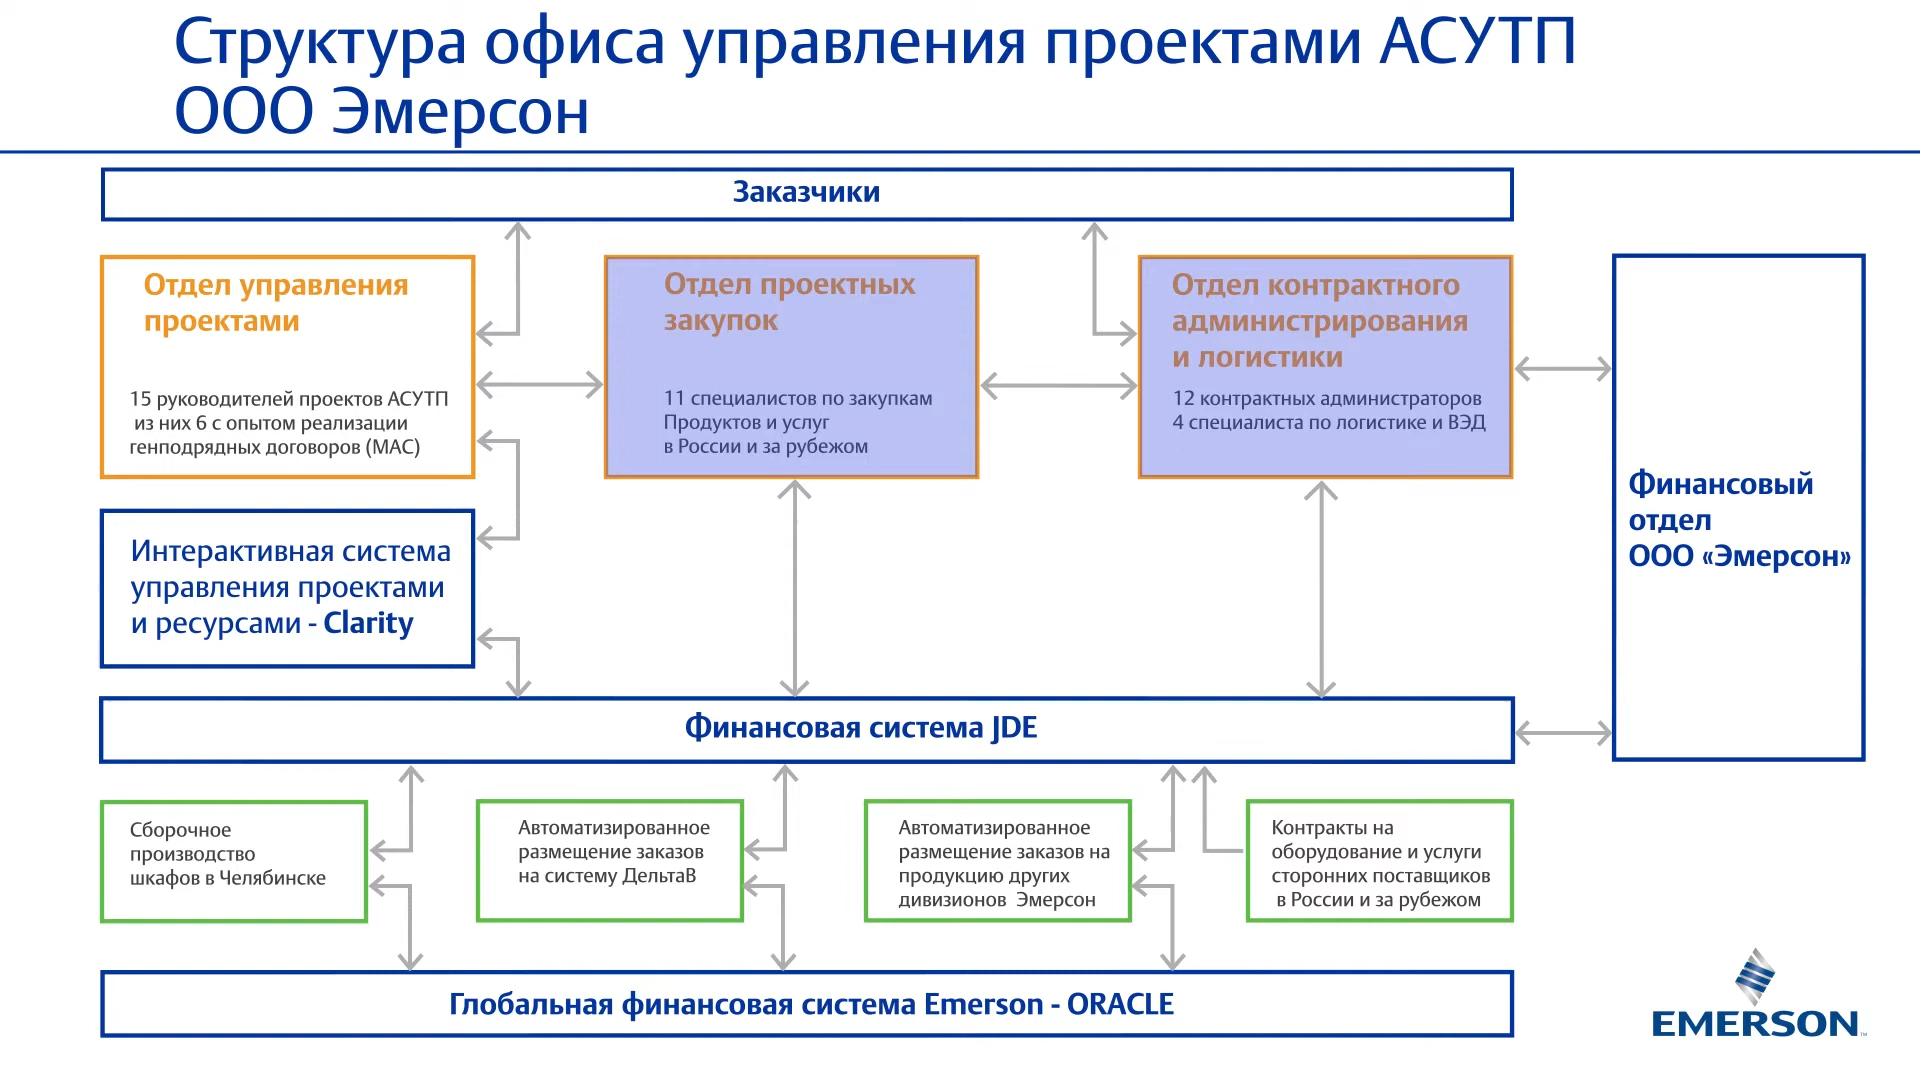 Структура офиса управления проектами АСУТП
ООО Эмерсон
Заказчики
Отдел управления
проектами
15 руководителей проектов АСУТП
из них 6 с опытом реализации
генподрядных договоров (МАС)
Отдел проектных
закупок
11 специалистов по закупкам
Продуктов и услуг
в России и за рубежом
Отдел контрактного
администрирования
и логистики
12 контрактных администраторов
4 специалиста по логистике и ВЭД
Финансовый
отдел
ООО «Эмерсон»
Интерактивная система
управления проектами
и ресурсами - Clarity
Финансовая система JDE
Сборочное
производство
шкафов в Челябинске
Автоматизированное
размещение заказов
на систему ДельтаВ
Автоматизированное
размещение заказов на
продукцию других
дивизионов Эмерсон
Контракты на
оборудование и услуги
сторонних поставщиков
в России и за рубежом
Глобальная финансовая система Emerson - ORACLE
EMERSON™